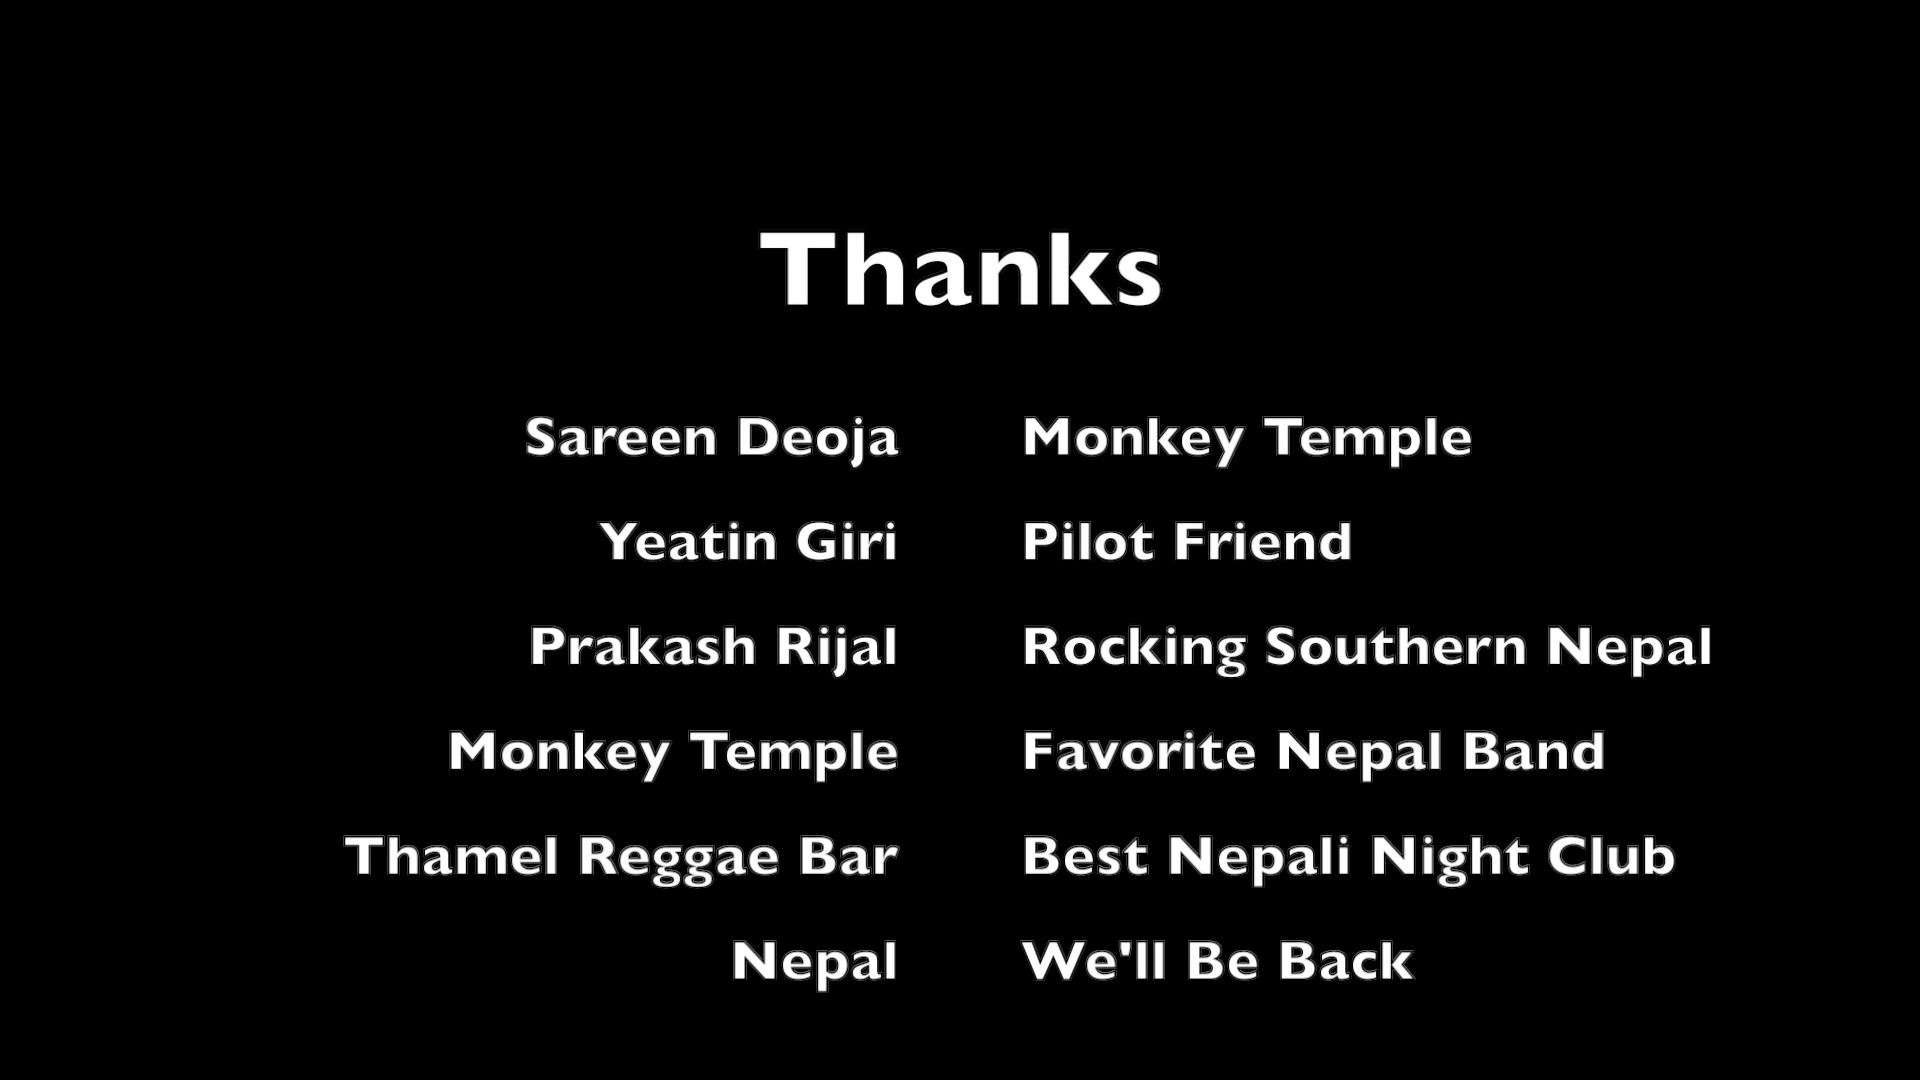 Thanks
Sareen Deoja Monkey Temple
Yeatin Giri Pilot Friend
Prakash Rijal Rocking Southern Nepal
Monkey Temple Favorite Nepal Band
Thamel Reggae Bar Best Nepali Night Club
Nepal We'll Be Back